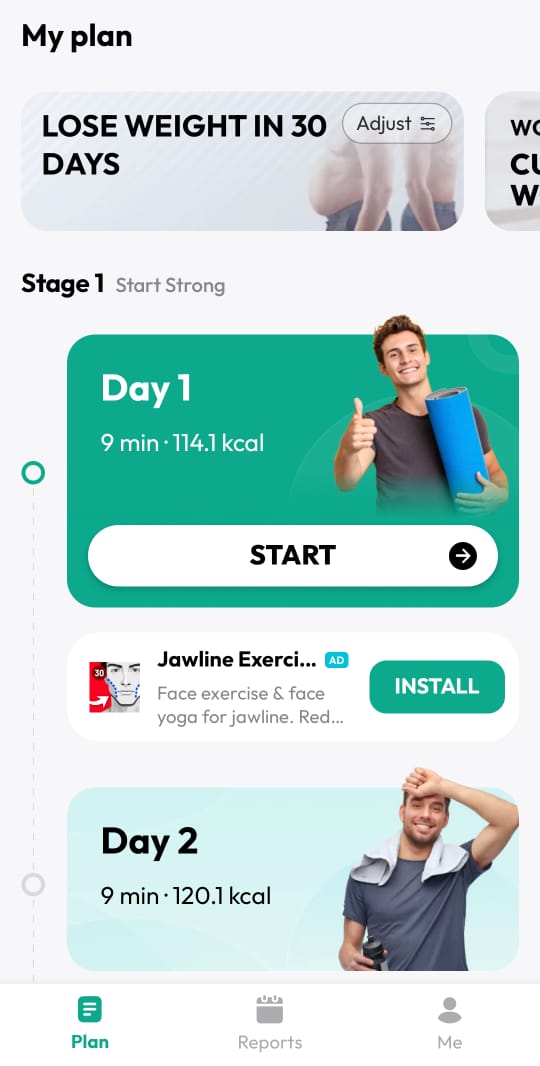 My plan
LOSE WEIGHT IN 30
DAYS
Adjust
Stage 1 Start Strong
Day 1
9 min · 114.1 kcal
START
30
Jawline Exerci... AD
Face exercise & face
yoga for jawline. Red...
INSTALL
Day 2
9 min · 120.1 kcal
Plan
Reports
Me